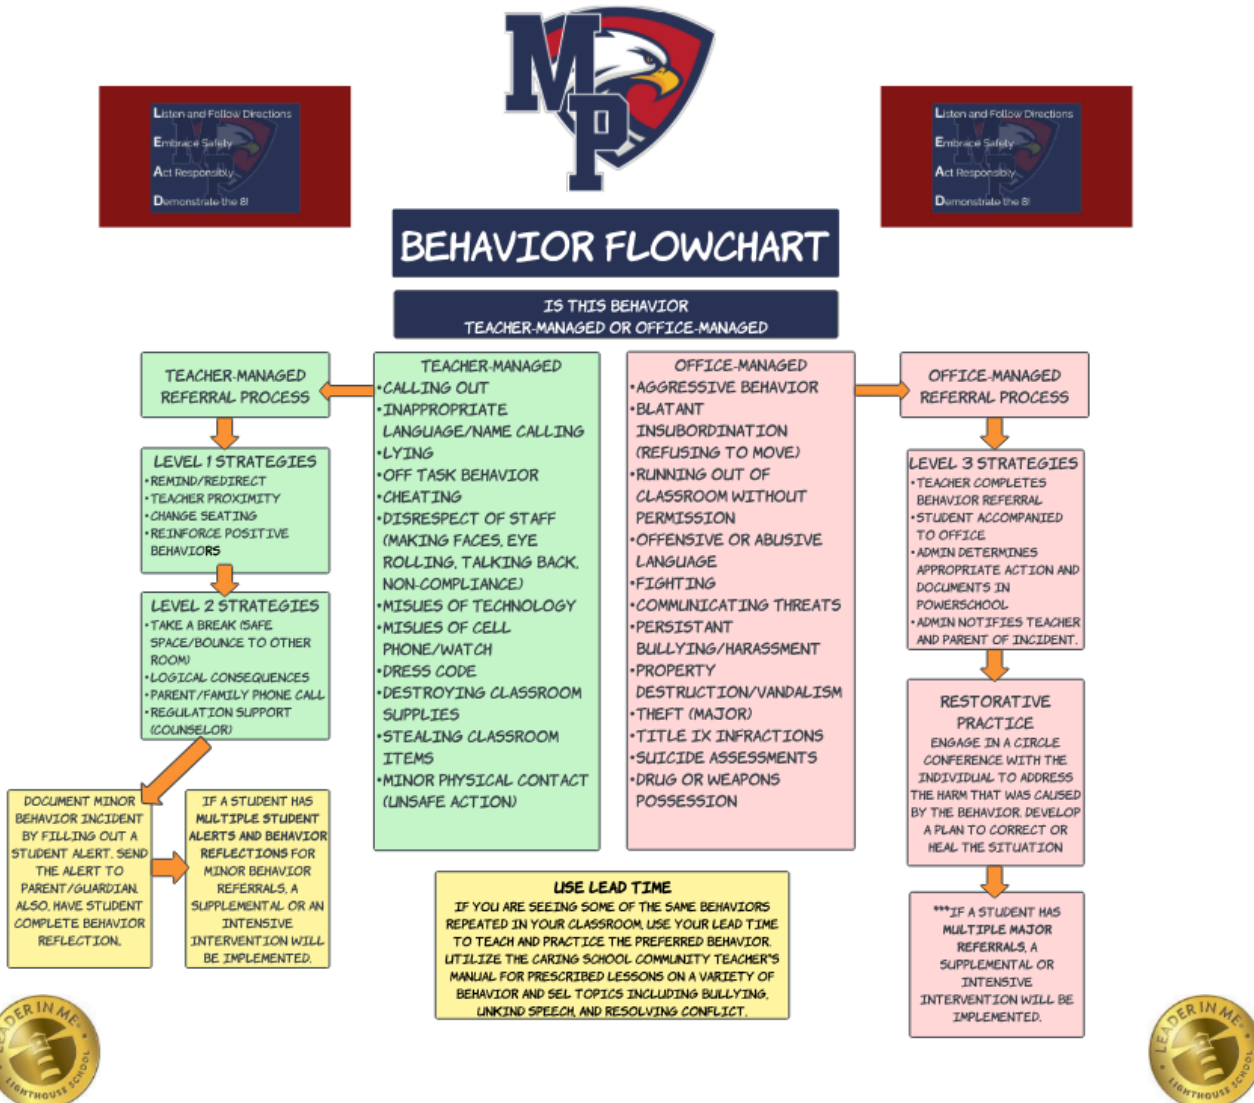 MP
Listen and Follow Directions
Embrace Safety
Act Responsibly
Demonstrate the 8!
Listen and Follow Directions
Embrace Safety
Act Responsibly
Demonstrate the 8!
BEHAVIOR FLOWCHART
IS THIS BEHAVIOR
TEACHER-MANAGED OR OFFICE-MANAGED
TEACHER-MANAGED
REFERRAL PROCESS
LEVEL 1 STRATEGIES
•REMIND/REDIRECT
•TEACHER PROXIMITY
•CHANGE SEATING
•REINFORCE POSITIVE
BEHAVIORS
LEVEL 2 STRATEGIES
•TAKE A BREAK (SAFE
SPACE/BOUNCE TO OTHER
ROOM)
•LOGICAL CONSEQUENCES
•PARENT/FAMILY PHONE CALL
•REGULATION SUPPORT
(COUNSELOR)
DOCUMENT MINOR
BEHAVIOR INCIDENT
BY FILLING OUT A
STUDENT ALERT. SEND
THE ALERT TO
PARENT/GUARDIAN.
ALSO, HAVE STUDENT
COMPLETE BEHAVIOR
REFLECTION.
IF A STUDENT HAS
MULTIPLE STUDENT
ALERTS AND BEHAVIOR
REFLECTIONS FOR
MINOR BEHAVIOR
REFERRALS, A
SUPPLEMENTAL OR AN
INTENSIVE
INTERVENTION WILL
BE IMPLEMENTED.
TEACHER-MANAGED
•CALLING OUT
•INAPPROPRIATE
LANGUAGE/NAME CALLING
•LYING
•OFF TASK BEHAVIOR
•CHEATING
•DISRESPECT OF STAFF
(MAKING FACES, EYE
ROLLING, TALKING BACK,
NON-COMPLIANCE)
•MISUES OF TECHNOLOGY
•MISUES OF CELL
PHONE/WATCH
•DRESS CODE
•DESTROYING CLASSROOM
SUPPLIES
•STEALING CLASSROOM
ITEMS
•MINOR PHYSICAL CONTACT
(UNSAFE ACTION)
OFFICE-MANAGED
•AGGRESSIVE BEHAVIOR
•BLATANT
INSUBORDINATION
(REFUSING TO MOVE)
•RUNNING OUT OF
CLASSROOM WITHOUT
PERMISSION
•OFFENSIVE OR ABUSIVE
LANGUAGE
•FIGHTING
•COMMUNICATING THREATS
•PERSISTANT
BULLYING/HARASSMENT
•PROPERTY
DESTRUCTION/VANDALISM
•THEFT (MAJOR)
•TITLE IX INFRACTIONS
•SUICIDE ASSESSMENTS
•DRUG OR WEAPONS
POSSESSION
OFFICE-MANAGED
REFERRAL PROCESS
LEVEL 3 STRATEGIES
•TEACHER COMPLETES
BEHAVIOR REFERRAL
•STUDENT ACCOMPANIED
TO OFFICE
•ADMIN DETERMINES
APPROPRIATE ACTION AND
DOCUMENTS IN
POWERSCHOOL
•ADMIN NOTIFIES TEACHER
AND PARENT OF INCIDENT.
RESTORATIVE
PRACTICE
ENGAGE IN A CIRCLE
CONFERENCE WITH THE
INDIVIDUAL TO ADDRESS
THE HARM THAT WAS CAUSED
BY THE BEHAVIOR. DEVELOP
A PLAN TO CORRECT OR
HEAL THE SITUATION
***IF A STUDENT HAS
MULTIPLE MAJOR
REFERRALS, A
SUPPLEMENTAL OR
INTENSIVE
INTERVENTION WILL BE
IMPLEMENTED.
USE LEAD TIME
IF YOU ARE SEEING SOME OF THE SAME BEHAVIORS
REPEATED IN YOUR CLASSROOM, USE YOUR LEAD TIME
TO TEACH AND PRACTICE THE PREFERRED BEHAVIOR.
UTILIZE THE CARING SCHOOL COMMUNITY TEACHER'S
MANUAL FOR PRESCRIBED LESSONS ON A VARIETY OF
BEHAVIOR AND SEL TOPICS INCLUDING BULLYING,
UNKIND SPEECH, AND RESOLVING CONFLICT.
LEADER IN ME
LIGHTHOUSE SCHOOL
LEADER IN ME
LIGHTHOUSE SCHOOL